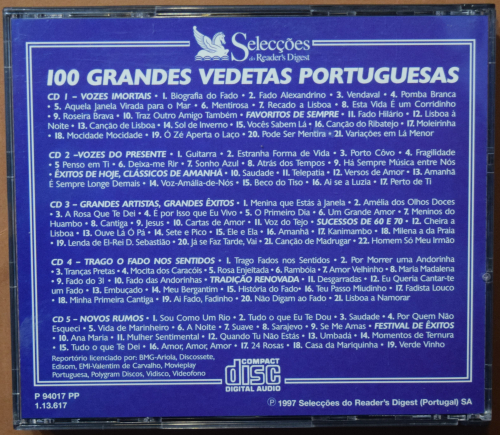 Selecções
do Reader's Digest
100 GRANDES VEDETAS PORTUGUESAS
CD 1 – VOZES IMORTAIS • 1. Biografia do Fado • 2. Fado Alexandrino • 3. Vendaval • 4. Pomba Branca
• 5. Aquela Janela Virada para o Mar • 6. Mentirosa • 7. Recado a Lisboa • 8. Esta Vida É um Corridinho
• 9. Roseira Brava • 10. Traz Outro Amigo Também • FAVORITOS DE SEMPRE • 11. Fado Hilário • 12. Lisboa à
Noite • 13. Canção de Lisboa • 14. Sol de Inverno • 15. Vocês Sabem Lá • 16. Canção do Ribatejo • 17. Moleirinha
• 18. Mocidade Mocidade • 19. Ó Zé Aperta o Laço • 20. Pode Ser Mentira • 21. Variações em Lá Menor
CD 2 – VOZES DO PRESENTE • 1. Guitarra • 2. Estranha Forma de Vida • 3. Porto Côvo • 4. Fragilidade
• 5 Penso em Ti • 6. Deixa-me Rir • 7. Sonho Azul • 8. Atrás dos Tempos • 9. Há Sempre Música entre Nós
• ÊXITOS DE HOJE, CLÁSSICOS DE AMANHÃ • 10. Saudade • 11. Telepatia • 12. Versos de Amor • 13. Amanhã
É Sempre Longe Demais • 14. Voz-Amália-de-Nós • 15. Beco do Tiso • 16. Ai se a Luzia • 17. Perto de Ti
CD 3 – GRANDES ARTISTAS, GRANDES ÊXITOS • 1. Menina que Estás à Janela • 2. Amélia dos Olhos Doces
• 3. A Rosa Que Te Dei • 4. E por Isso que Eu Vivo • 5. O Primeiro Dia • 6. Um Grande Amor • 7. Meninos do
Huambo • 8. Cantiga • 9. Jesus • 10. Cartas de Amor • 11. Voz do Tejo • SUCESSOS DE 60 E 70 • 12. Cheira a
Lisboa • 13. Ouve Lá Ó Pá • 14. Sete e Pico • 15. Ele e Ela • 16. Amanhã • 17. Kanimambo • 18. Milena a da Praia
• 19. Lenda de El-Rei D. Sebastião • 20. Já se Faz Tarde, Vai • 21. Canção de Madrugar • 22. Homem Só Meu Irmão
CD 4 – TRAGO O FADO NOS SENTIDOS • 1. Trago Fados nos Sentidos • 2. Por Morrer uma Andorinha
• 3. Tranças Pretas • 4. Mocita dos Caracóis • 5. Rosa Enjeitada • 6. Rambóia • 7. Amor Velhinho • 8. Maria Madalena
• 9. Fado do 31 • 10. Fado das Andorinhas • TRADIÇÃO RENOVADA • 11. Desgarradas • 12. Eu Queria Cantar-te
um Fado • 13. Embuçado • 14. Meu Bergantim • 15. História do Fado • 16. Teu Passo Miudinho • 17. Fadista Louco
• 18. Minha Primeira Cantiga • 19. Ai Fado, Fadinho • 20. Não Digam ao Fado • 21. Lisboa a Namorar
CD 5 – NOVOS RUMOS • 1. Sou Como Um Rio • 2. Tudo o que Eu Te Dou • 3. Saudade • 4. Por Quem Não
Esqueci • 5. Vida de Marinheiro • 6. A Noite • 7. Suave • 8. Sarajevo • 9. Se Me Amas • FESTIVAL DE ÊXITOS
• 10. Ana Maria • 11. Mulher Sentimental • 12. Quando Tu Não Estás • 13. Umbadá • 14. Momentos de Ternura
• 15. Tudo o que Te Dei • 16. Amor, Amor, Amor • 17. 24 Rosas • 18. Casa da Mariquinha • 19. Verde Vinho
Reportório licenciado por: BMG-Ariola, Discossete,
Edisom, EMI-Valentim de Carvalho, Movieplay
Portuguesa, Polygram Discos, Vidisco, Videofono
COMPACT
disc
DIGITAL AUDIO
P 94017 PP
1.13.617
℗ 1997 Selecções do Reader's Digest (Portugal) SA